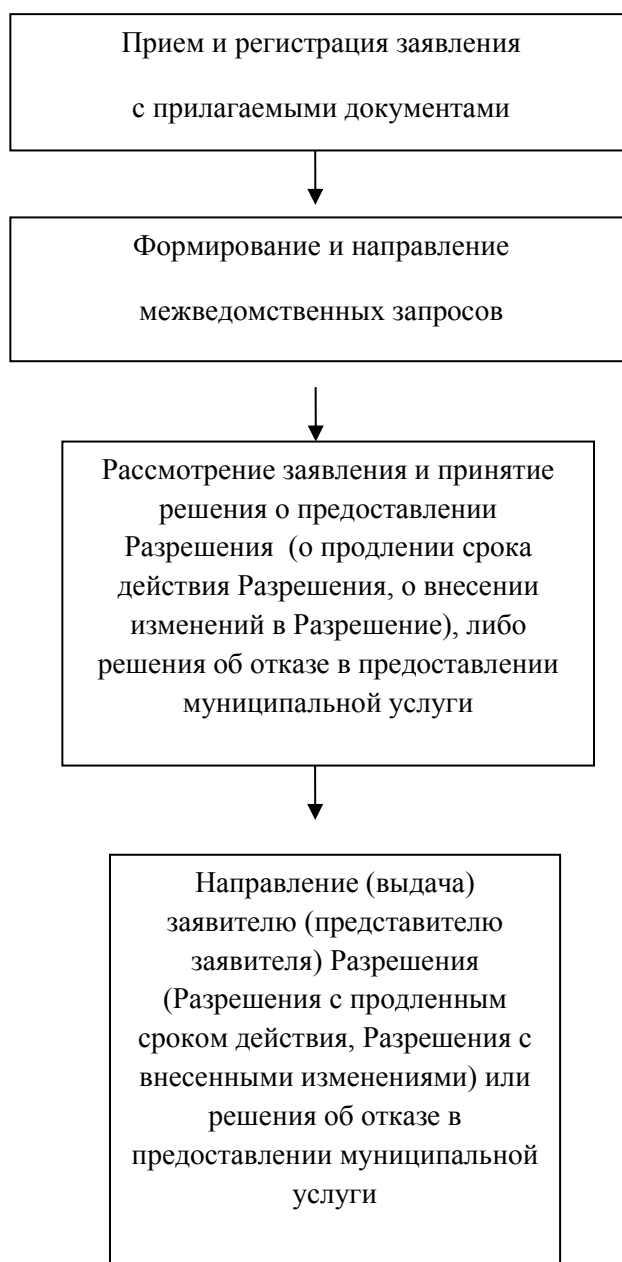 Прием и регистрация заявления
с прилагаемыми документами
Формирование и направление
межведомственных запросов
Рассмотрение заявления и принятие
решения о предоставлении
Разрешения (о продлении срока
действия Разрешения, о внесении
изменений в Разрешение), либо
решения об отказе в предоставлении
муниципальной услуги
Направление (выдача)
заявителю (представителю
заявителя) Разрешения
(Разрешения с продленным
сроком действия, Разрешения с
внесенными изменениями) или
решения об отказе в
предоставлении муниципальной
услуги